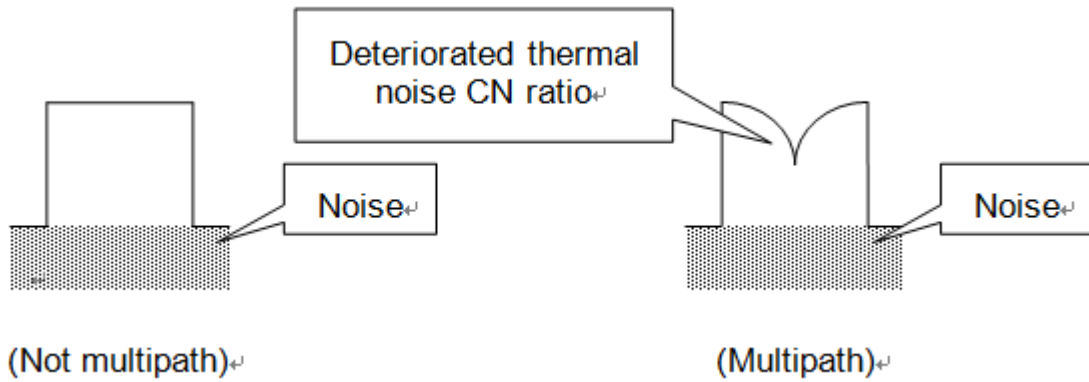 Deteriorated thermal
noise CN ratio↵
Noise↵
Noise↵
(Not multipath)↵
(Multipath)↵